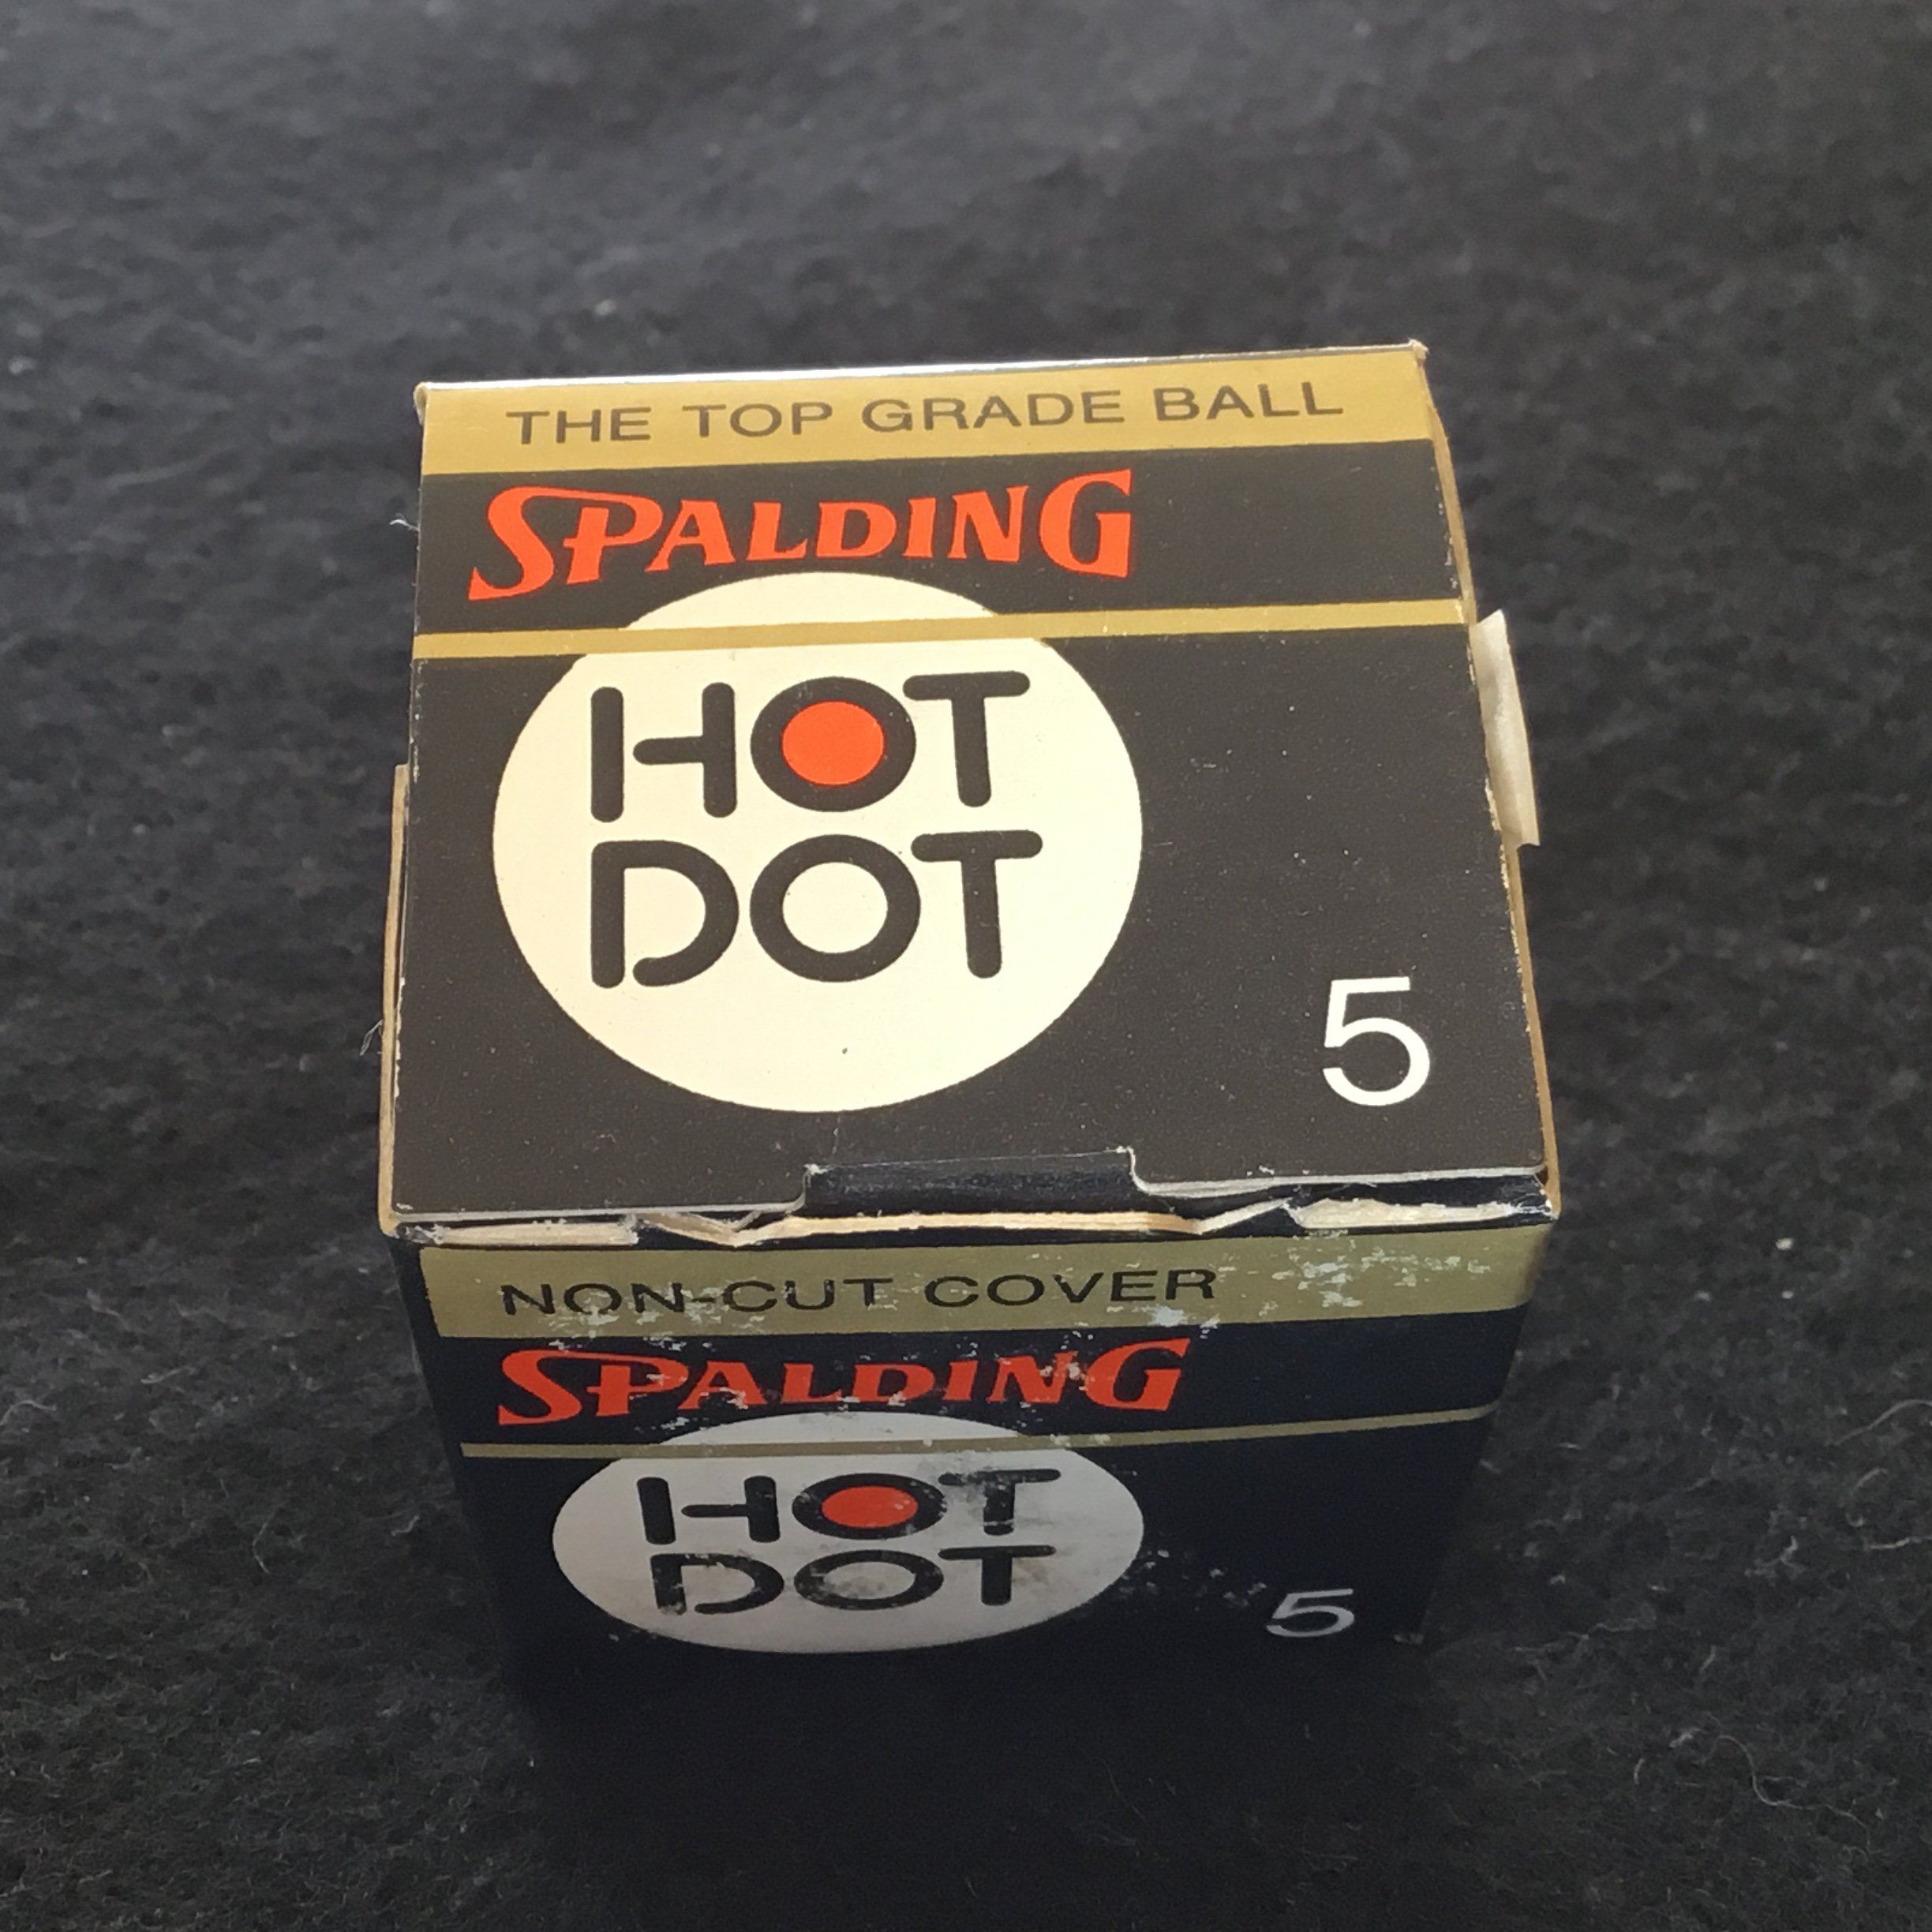 THE TOP GRADE BALL
SPALDING
HOT
DOT
5
NON-CUT COVER
SPALDING
HOT
DOT
5